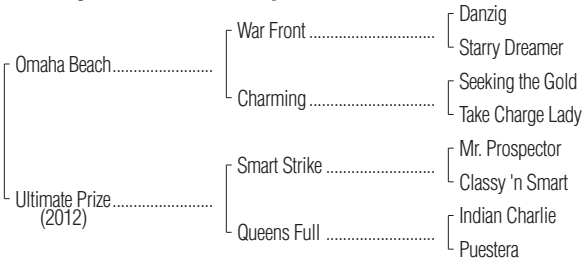 Danzig
War Front ........................
Starry Dreamer
Omaha Beach........................
Seeking the Gold
Charming ..............................
Take Charge Lady
Mr. Prospector
Smart Strike ..........................
Classy 'n Smart
Ultimate Prize........................
(2012)
Indian Charlie
Queens Full ..........................
Puestera